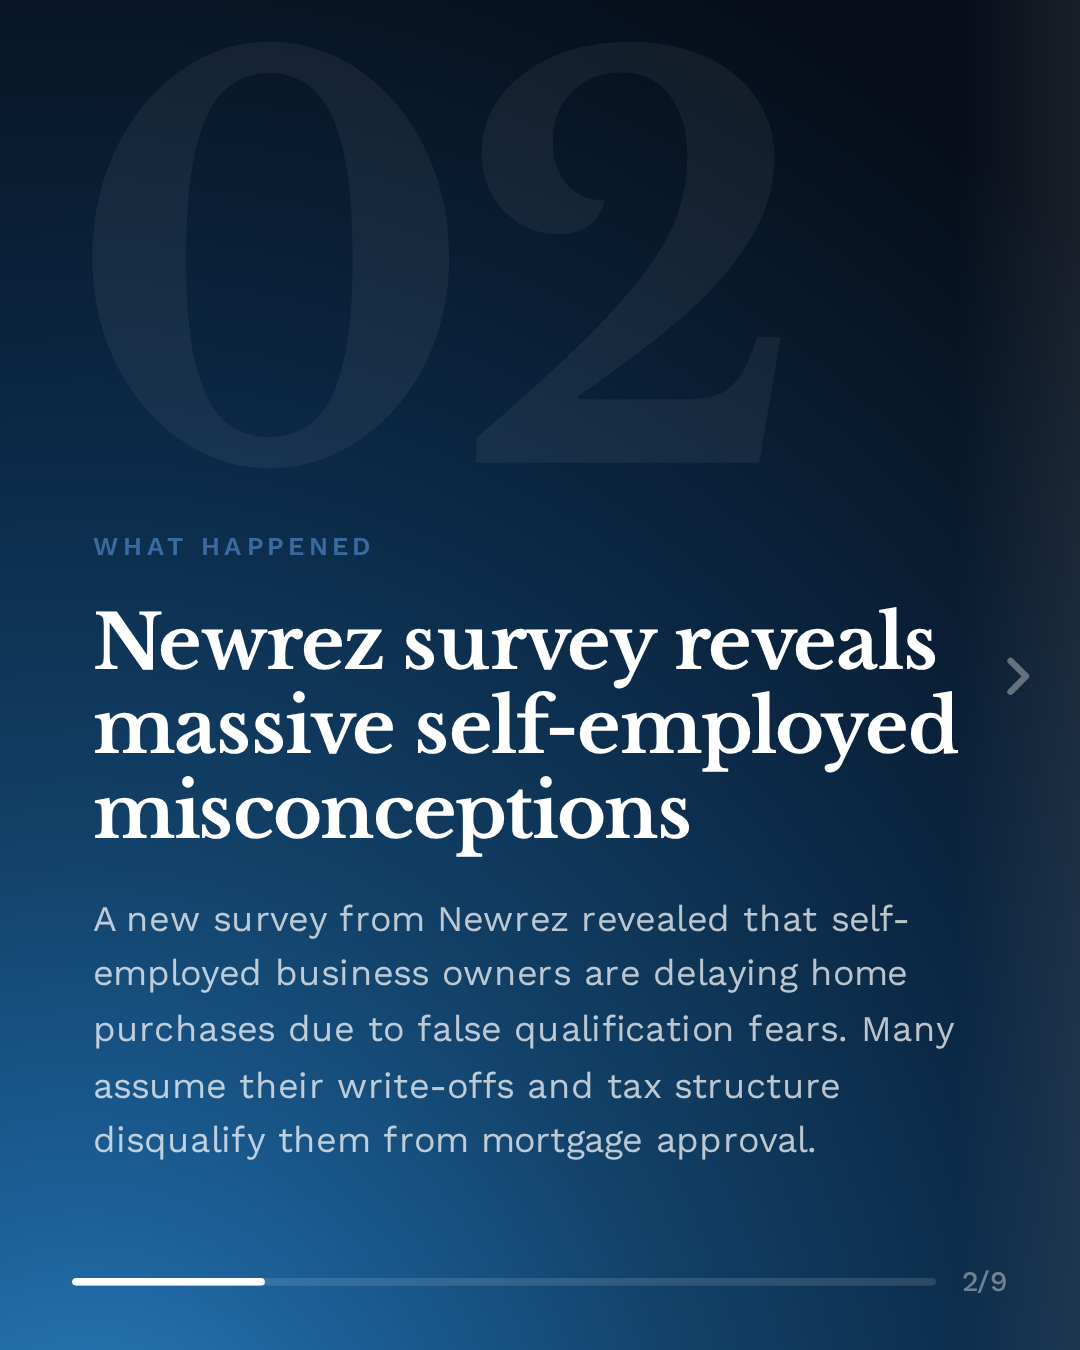 02
WHAT HAPPENED
Newrez survey reveals
massive self-employed
misconceptions
A new survey from Newrez revealed that self-
employed business owners are delaying home
purchases due to false qualification fears. Many
assume their write-offs and tax structure
disqualify them from mortgage approval.
2/9